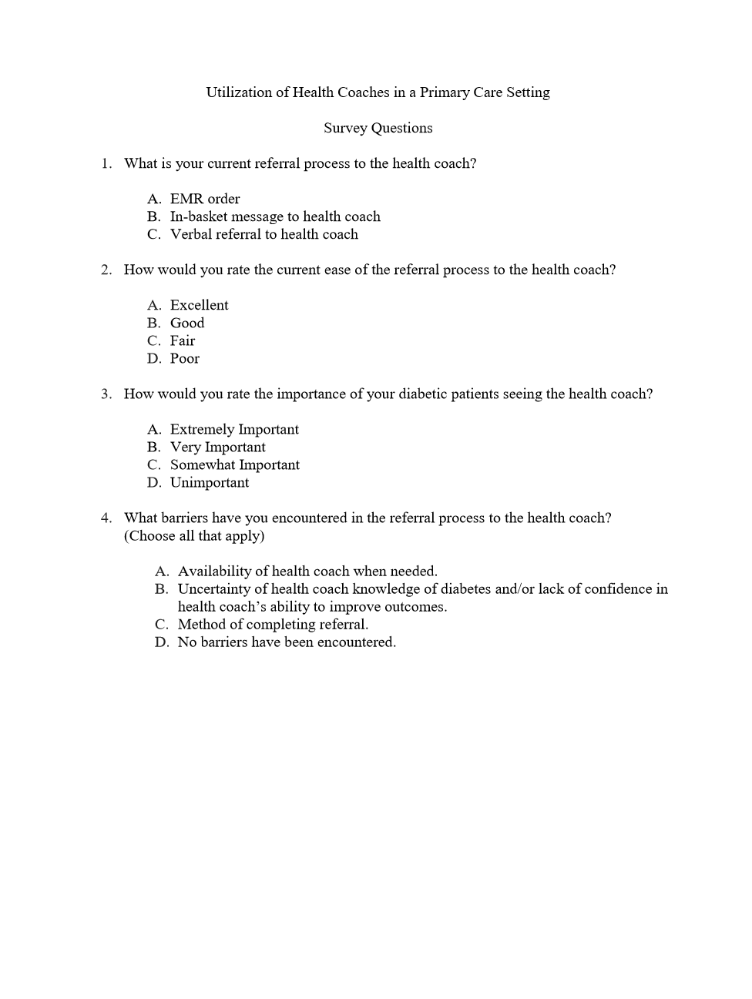 Utilization of Health Coaches in a Primary Care Setting
Survey Questions
1. What is your current referral process to the health coach?
A. EMR order
B. In-basket message to health coach
C. Verbal referral to health coach
2. How would you rate the current ease of the referral process to the health coach?
A. Excellent
B. Good
C. Fair
D. Poor
3. How would you rate the importance of your diabetic patients seeing the health coach?
A. Extremely Important
B. Very Important
C. Somewhat Important
D. Unimportant
4. What barriers have you encountered in the referral process to the health coach?
(Choose all that apply)
A. Availability of health coach when needed.
B. Uncertainty of health coach knowledge of diabetes and/or lack of confidence in
health coach’s ability to improve outcomes.
C. Method of completing referral.
D. No barriers have been encountered.